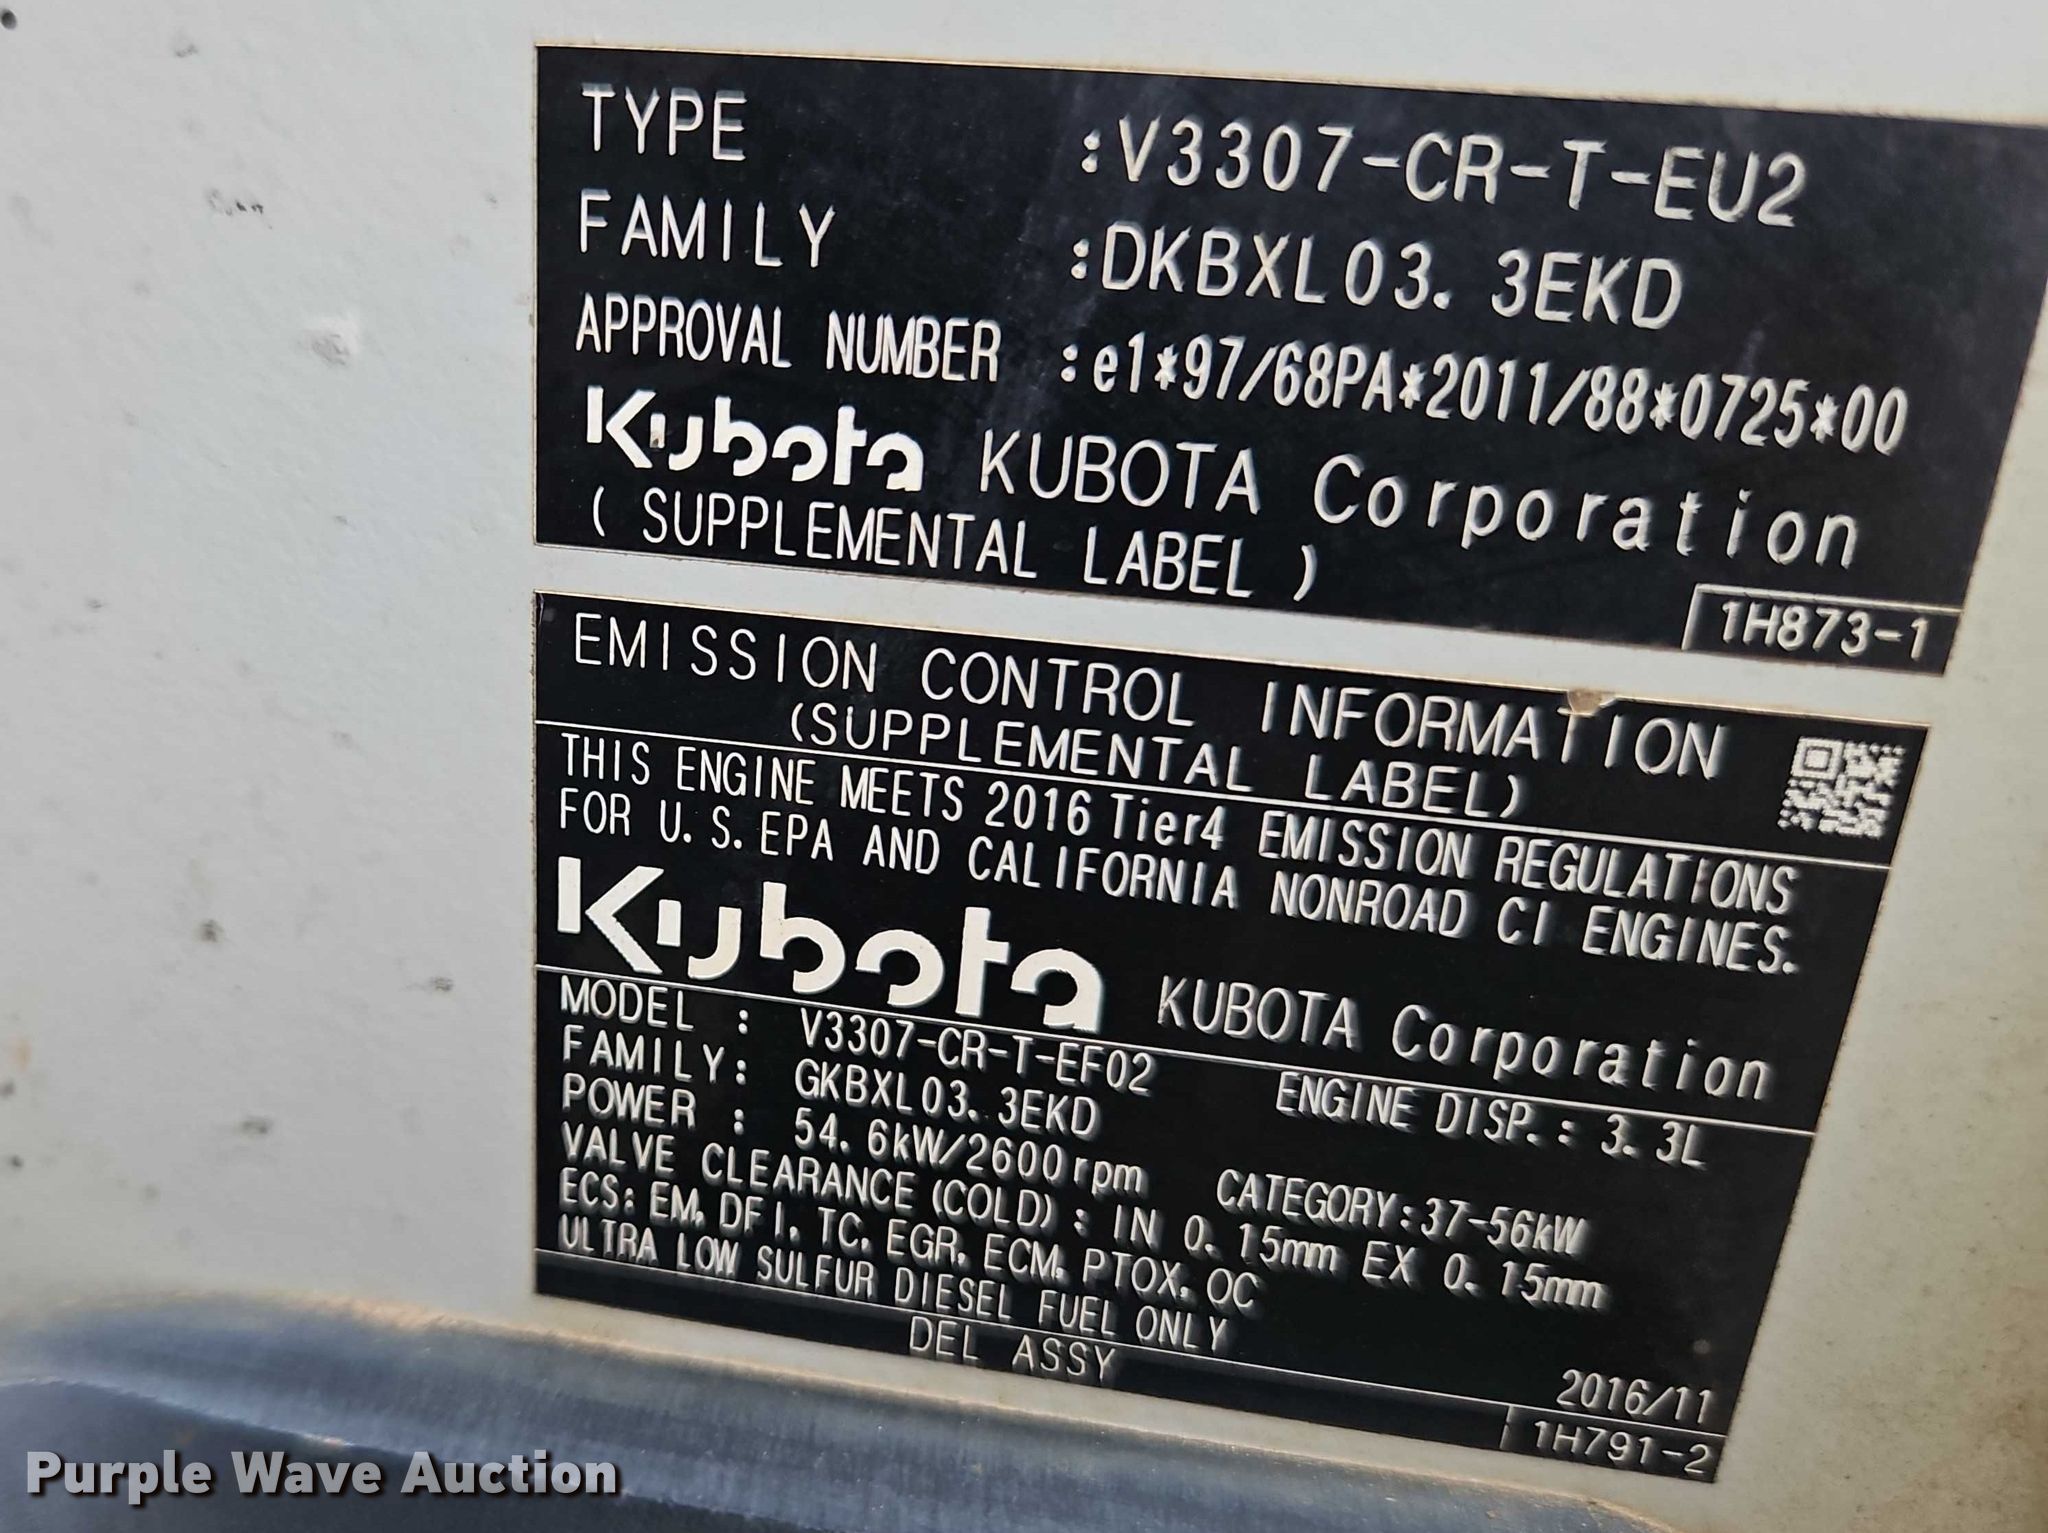 TYPE :V3307-CR-T-EU2
FAMILY :DKBXL03.3EKD
APPROVAL NUMBER :e1*97/68PA*2011/88*0725*00
Kubota KUBOTA Corporation
( SUPPLEMENTAL LABEL )
1H873-1
EMISSION CONTROL INFORMATION
(SUPPLEMENTAL LABEL)
THIS ENGINE MEETS 2016 Tier4 EMISSION REGULATIONS
FOR U.S.EPA AND CALIFORNIA NONROAD CI ENGINES.
Kubota KUBOTA Corporation
MODEL : V3307-CR-T-EF02
FAMILY: GKBXL03.3EKD ENGINE DISP.: 3.3L
POWER : 54.6kW/2600rpm CATEGORY:37-56kW
VALVE CLEARANCE (COLD) : IN 0.15mm EX 0.15mm
ECS: EM, DFI, TC, EGR, ECM, PTOX, OC
ULTRA LOW SULFUR DIESEL FUEL ONLY
DEL ASSY
2016/11
1H791-2
Purple Wave Auction